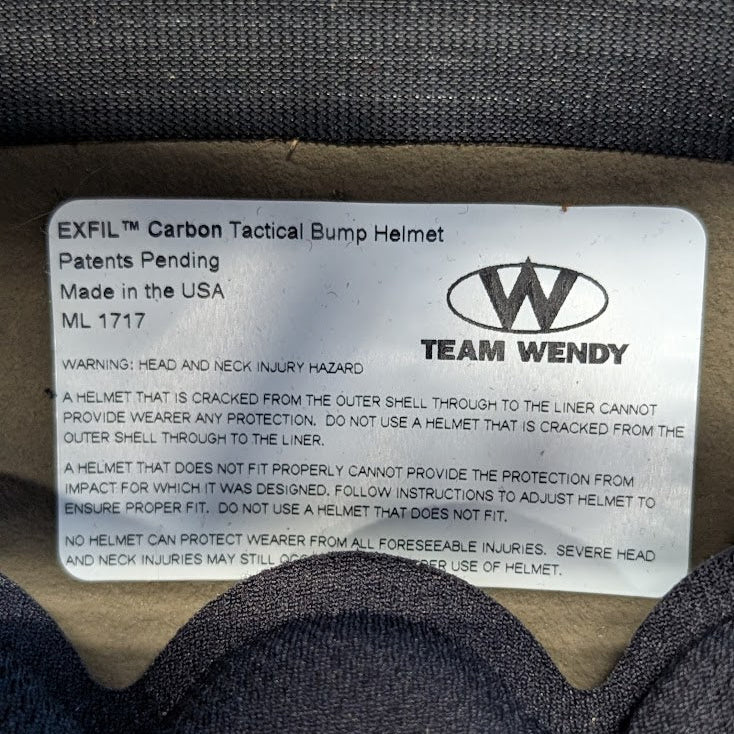 EXFIL™ Carbon Tactical Bump Helmet
Patents Pending
Made in the USA
ML 1717
W
TEAM WENDY
WARNING: HEAD AND NECK INJURY HAZARD
A HELMET THAT IS CRACKED FROM THE OUTER SHELL THROUGH TO THE LINER CANNOT
PROVIDE WEARER ANY PROTECTION. DO NOT USE A HELMET THAT IS CRACKED FROM THE
OUTER SHELL THROUGH TO THE LINER.
A HELMET THAT DOES NOT FIT PROPERLY CANNOT PROVIDE THE PROTECTION FROM
IMPACT FOR WHICH IT WAS DESIGNED. FOLLOW INSTRUCTIONS TO ADJUST HELMET TO
ENSURE PROPER FIT. DO NOT USE A HELMET THAT DOES NOT FIT.
NO HELMET CAN PROTECT WEARER FROM ALL FORESEEABLE INJURIES. SEVERE HEAD
AND NECK INJURIES MAY STILL USE OF HELMET.